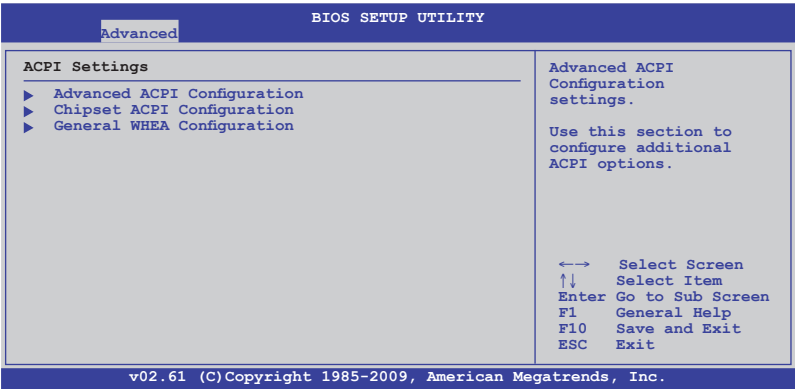 BIOS SETUP UTILITY
Advanced
ACPI Settings
Advanced ACPI Configuration
Chipset ACPI Configuration
General WHEA Configuration
Advanced ACPI
Configuration
settings.
Use this section to
configure additional
ACPI options.
←→ Select Screen
↑↓ Select Item
Enter Go to Sub Screen
F1 General Help
F10 Save and Exit
ESC Exit
v02.61 (C)Copyright 1985-2009, American Megatrends, Inc.